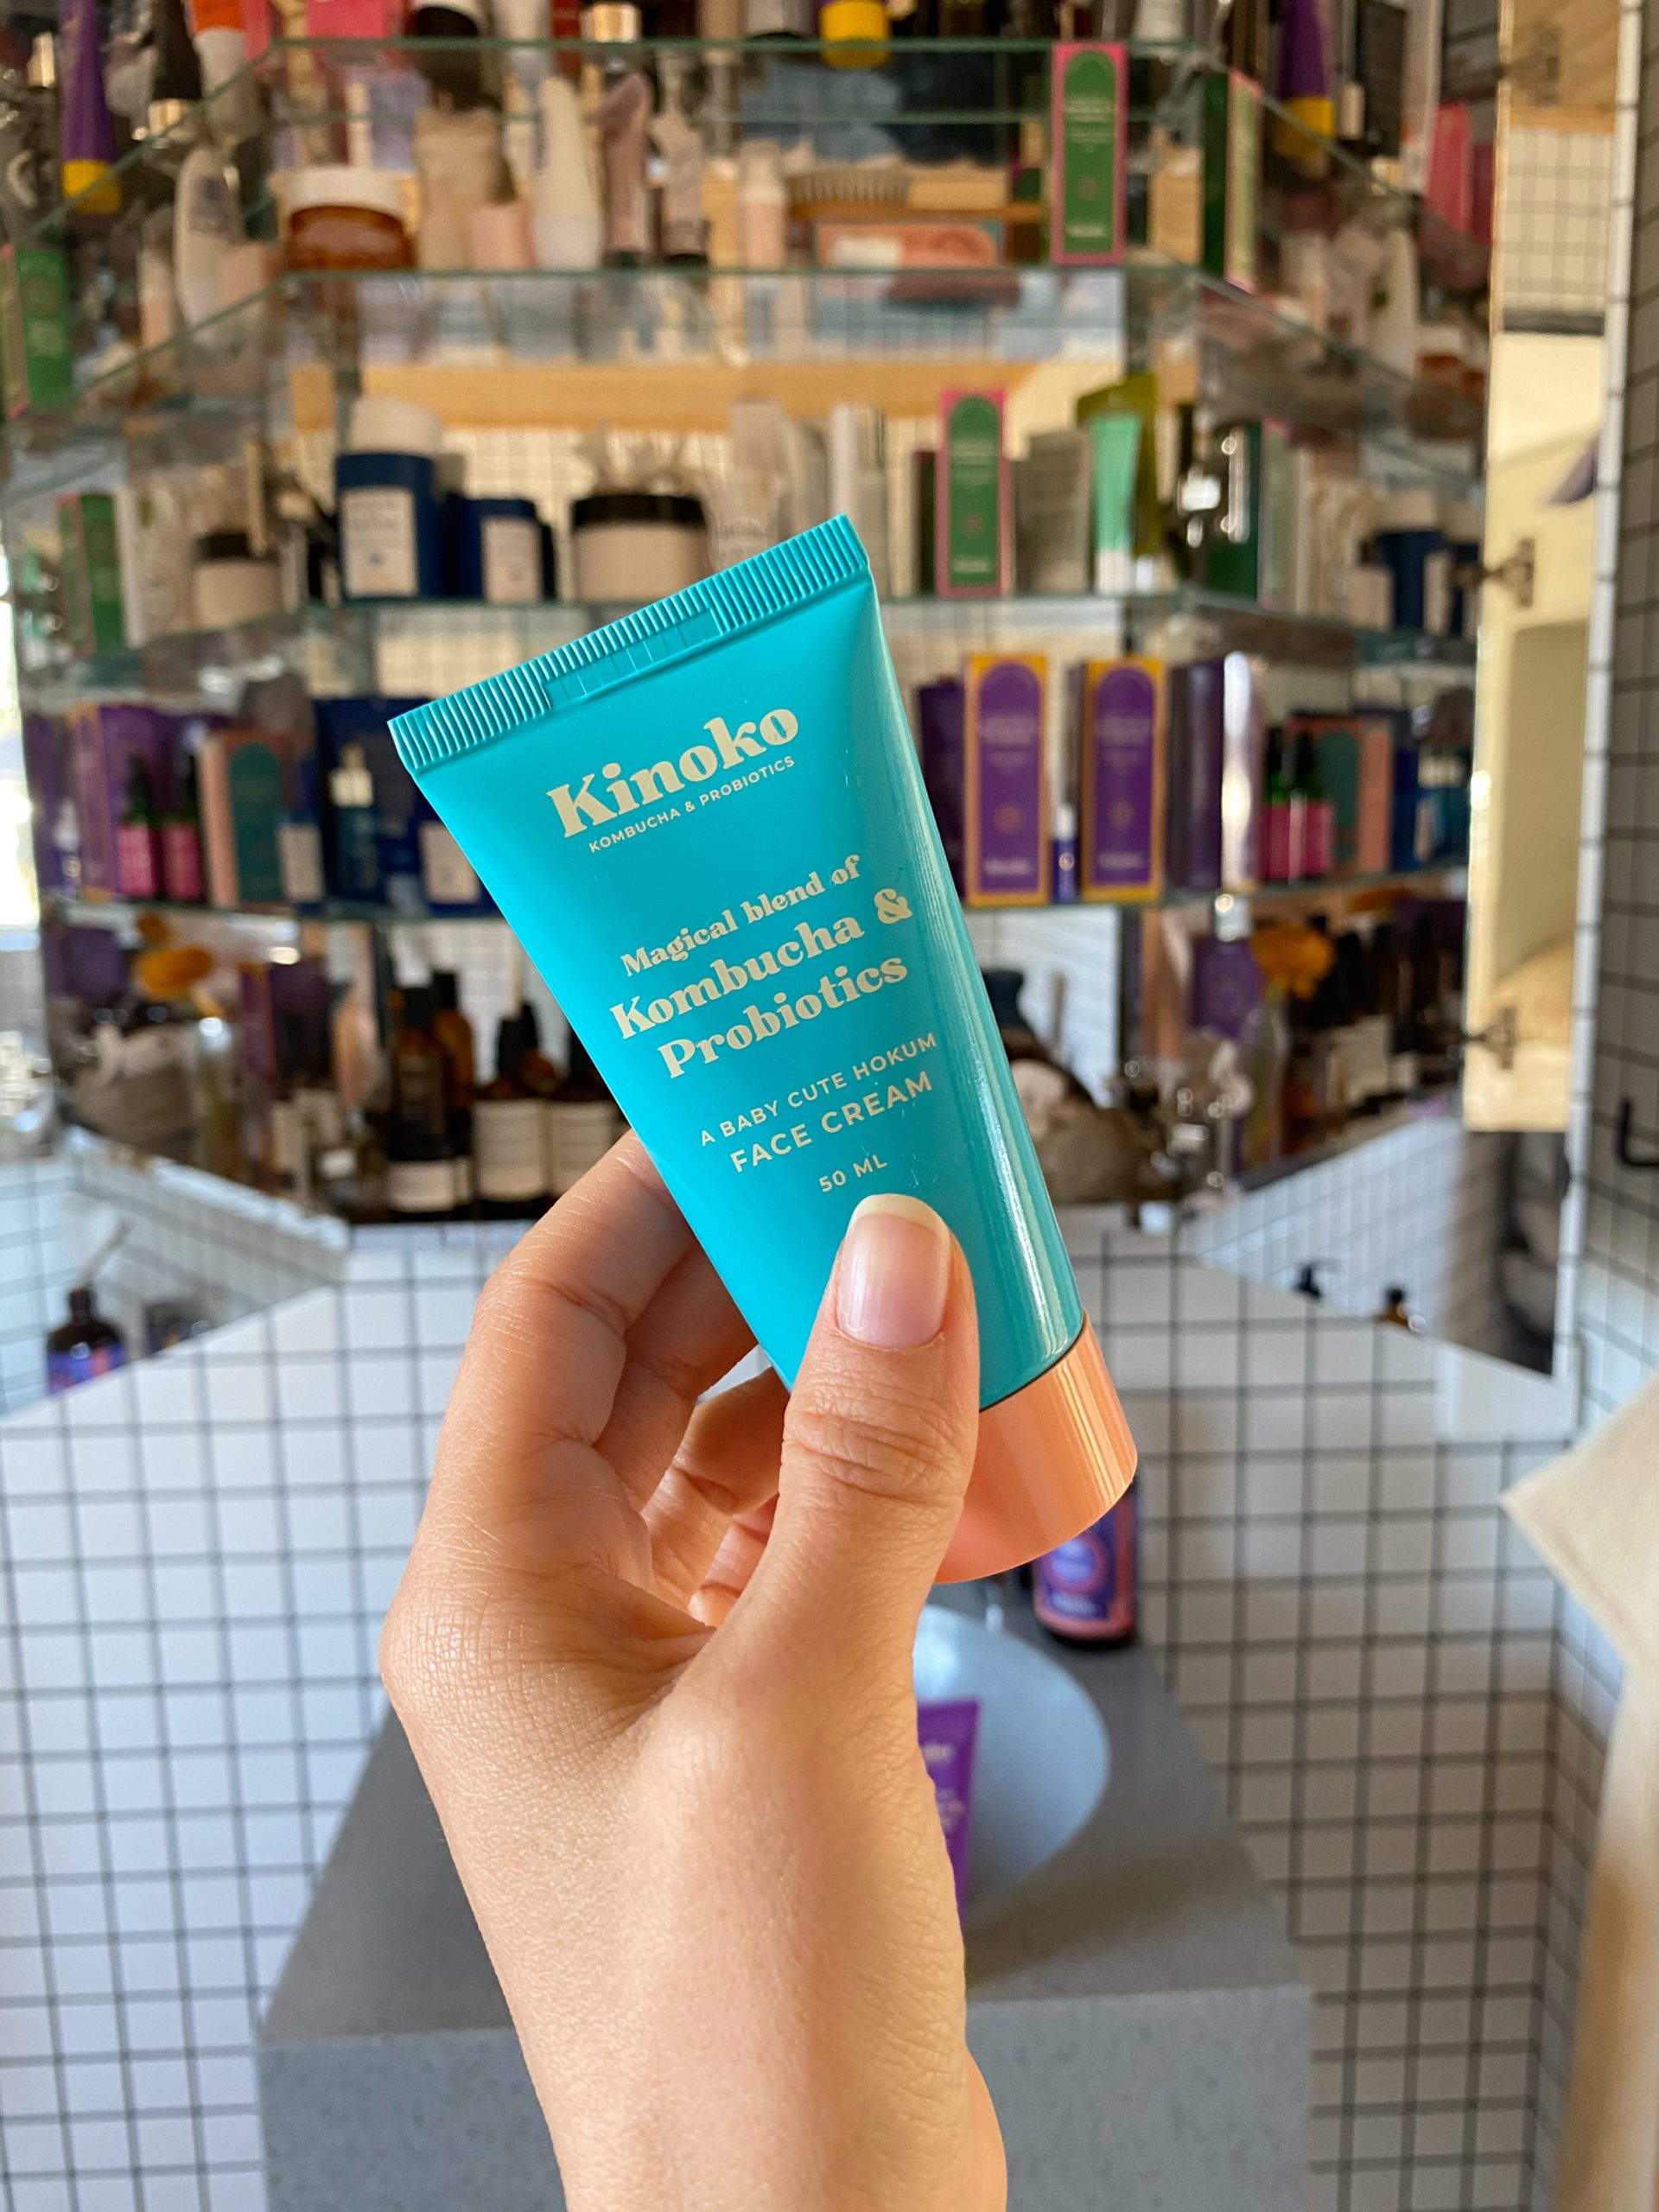 Kinoko
KOMBUCHA & PROBIOTICS
Magical blend of
Kombucha &
Probiotics
A BABY CUTE HOKUM
FACE CREAM
50 ML